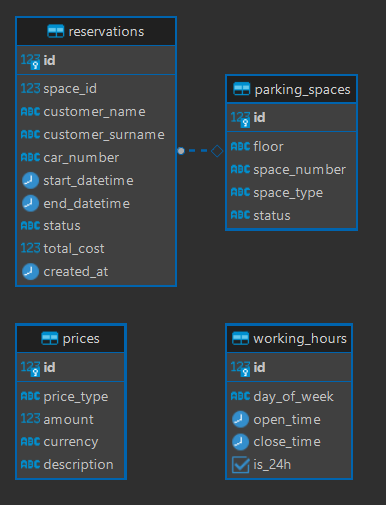 reservations
123 id
123 space_id
ABC customer_name
ABC customer_surname
ABC car_number
start_datetime
end_datetime
ABC status
123 total_cost
created_at
parking_spaces
123 id
ABC floor
ABC space_number
ABC space_type
ABC status
prices
123 id
ABC price_type
123 amount
ABC currency
ABC description
working_hours
123 id
ABC day_of_week
open_time
close_time
is_24h